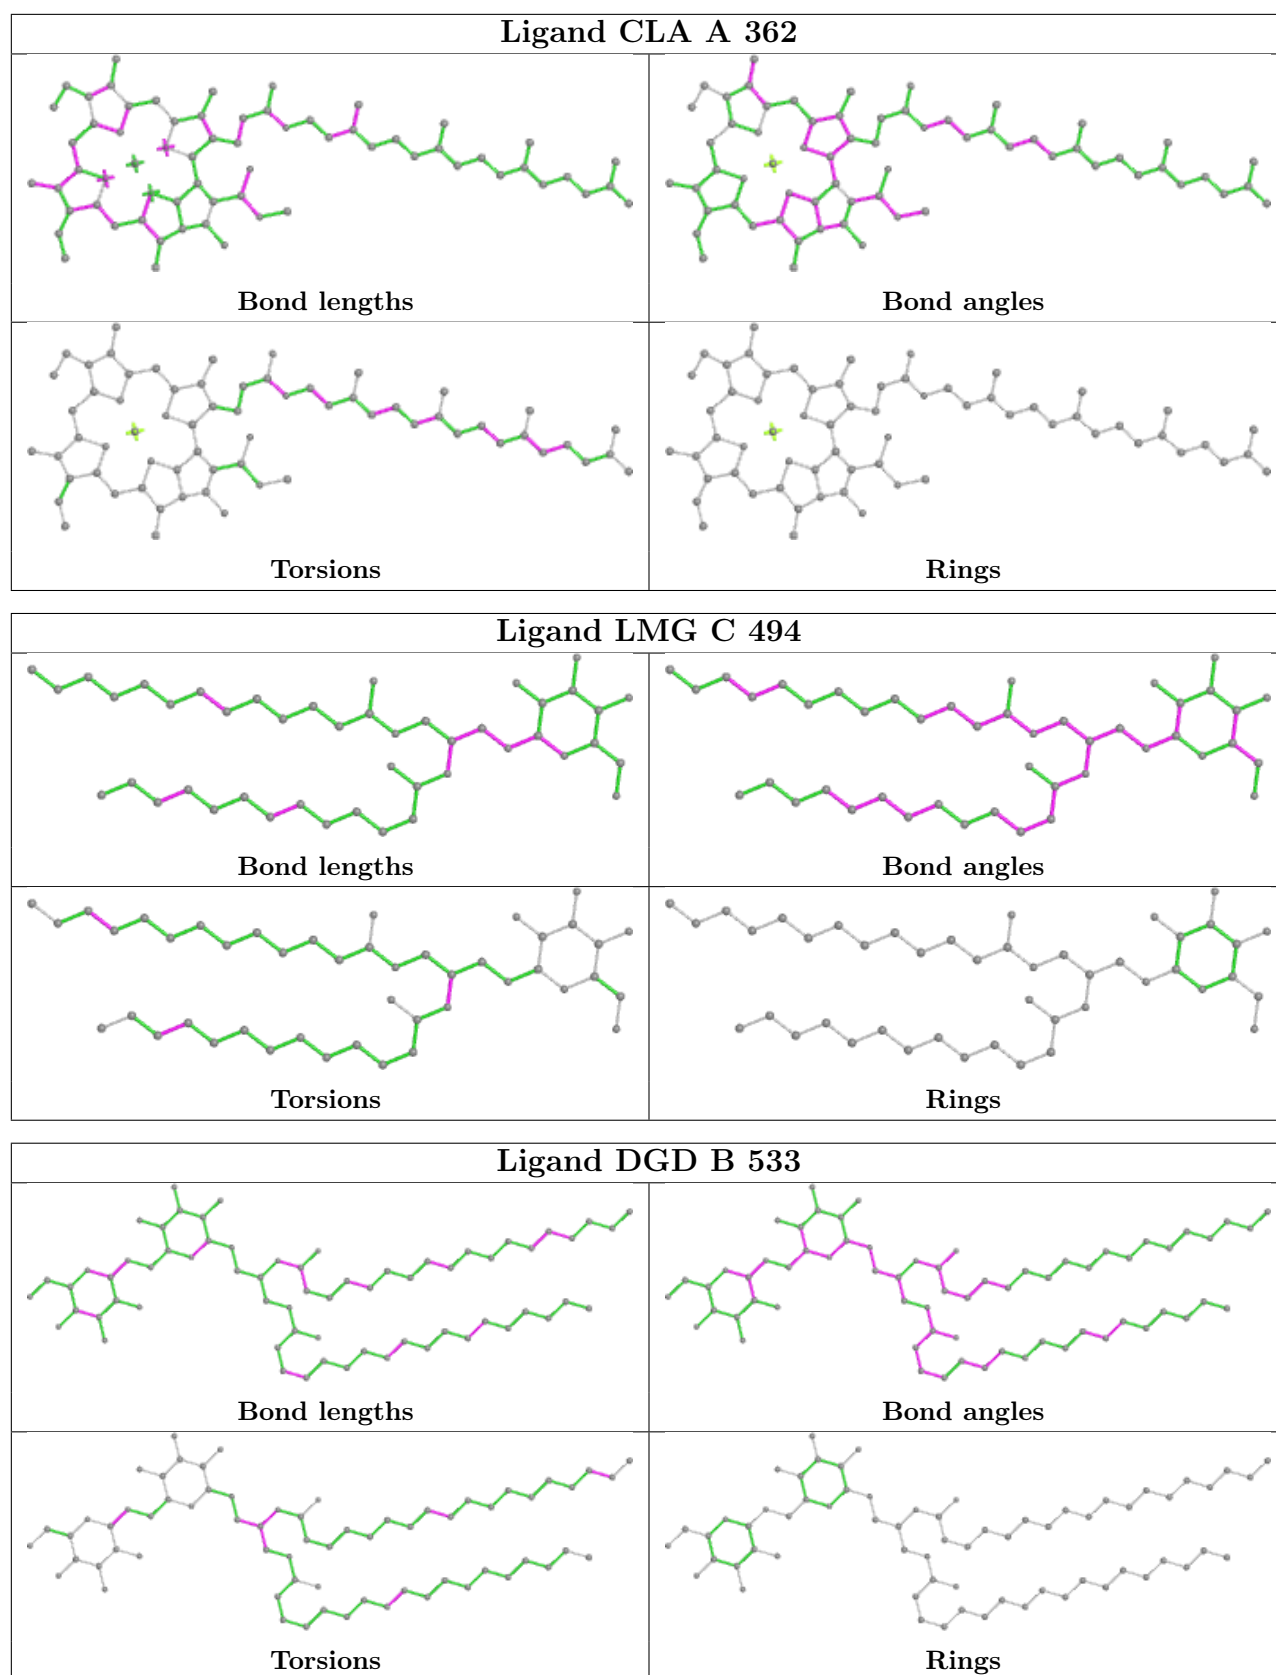 Ligand CLA A 362
Bond lengths
Bond angles
Torsions
Rings
Ligand LMG C 494
Bond lengths
Bond angles
Torsions
Rings
Ligand DGD B 533
Bond lengths
Bond angles
Torsions
Rings